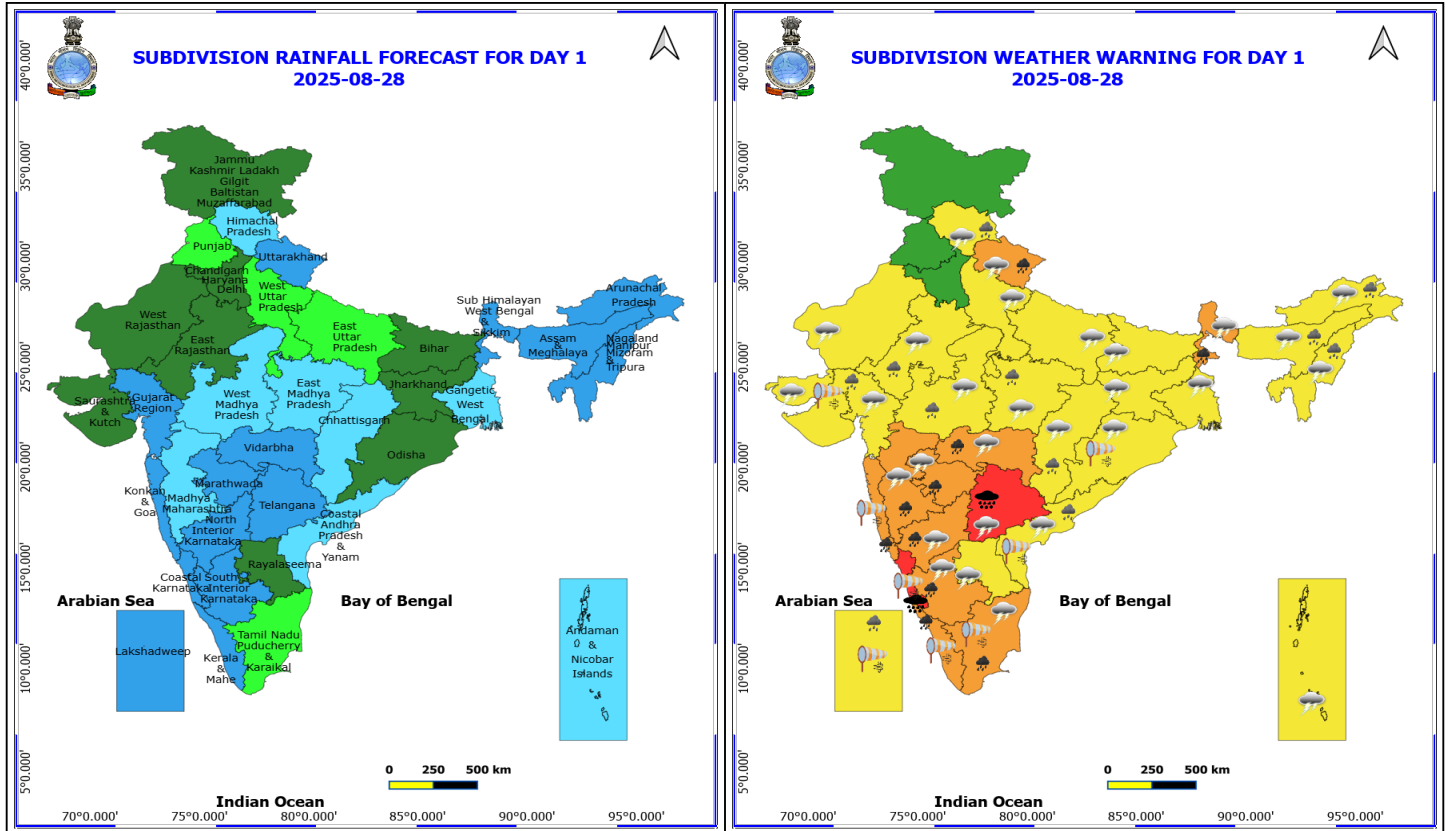 SUBDIVISION RAINFALL FORECAST FOR DAY 1
2025-08-28
40°0.000'
35°0.000'
30°0.000'
25°0.000'
20°0.000'
15°0.000'
10°0.000'
5°0.000'
Jammu
Kashmir Ladakh
Gilgit
Baltistan
Muzaffarabad
Himachal
Pradesh
Punjab
Uttarakhand
Chandigarh
Haryana
Delhi
West
Uttar
Pradesh
West
Rajasthan
East
Rajasthan
East
Uttar
Pradesh
Bihar
Sub Himalayan
West Bengal
&
Sikkim
Arunachal
Pradesh
Assam
&
Meghalaya
Nagaland
Manipur
Mizoram
&
Tripura
Saurashtra
&
Kutch
Gujarat
Region
West
Madhya
Pradesh
East
Madhya
Pradesh
Jharkhand
Gangetic
West
Bengal
Chhattisgarh
Odisha
Vidarbha
Marathwada
Konkan
&
Goa
Madhya
Maharashtra
Telangana
North
Interior
Karnataka
Coastal
Andhra
Pradesh
&
Yanam
Rayalaseema
Coastal
Karnataka
South
Interior
Karnataka
Arabian Sea
Bay of Bengal
Lakshadweep
Kerala
&
Mahe
Tamil Nadu
Puducherry
&
Karaikal
Andaman
&
Nicobar
Islands
0 250 500 km
Indian Ocean
70°0.000' 75°0.000' 80°0.000' 85°0.000' 90°0.000' 95°0.000'
SUBDIVISION WEATHER WARNING FOR DAY 1
2025-08-28
40°0.000'
35°0.000'
30°0.000'
25°0.000'
20°0.000'
15°0.000'
10°0.000'
5°0.000'
Arabian Sea
Bay of Bengal
0 250 500 km
Indian Ocean
70°0.000' 75°0.000' 80°0.000' 85°0.000' 90°0.000' 95°0.000'